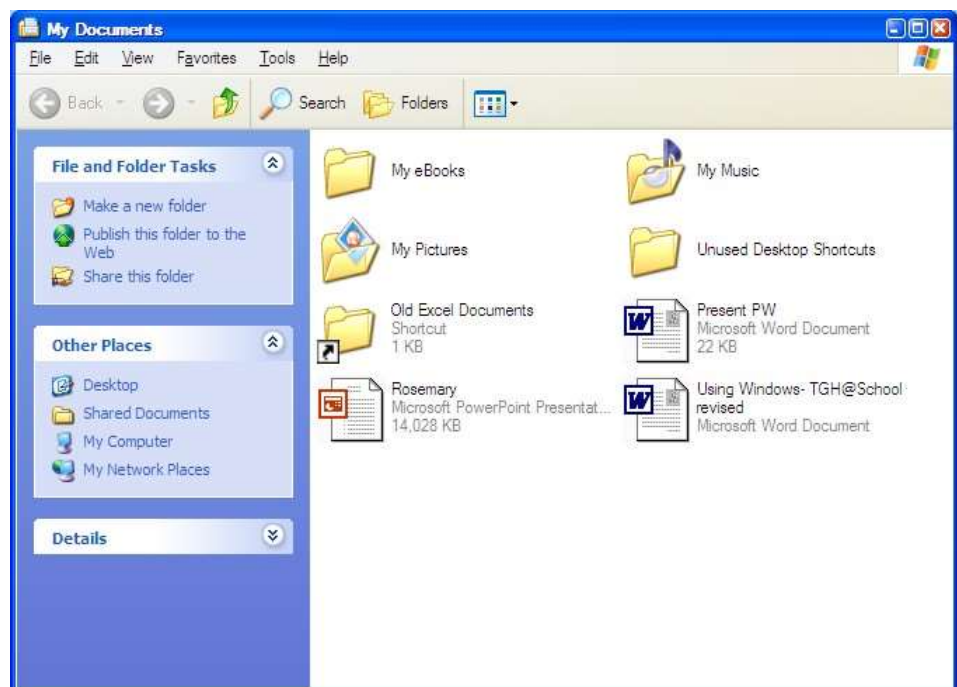 My Documents
File Edit View Favorites Tools Help
Back Search Folders
File and Folder Tasks
Make a new folder
Publish this folder to the
Web
Share this folder
Other Places
Desktop
Shared Documents
My Computer
My Network Places
Details
My eBooks
My Music
My Pictures
Unused Desktop Shortcuts
Old Excel Documents
Shortcut
1 KB
Present PW
Microsoft Word Document
22 KB
Rosemary
Microsoft PowerPoint Presentat...
14,028 KB
Using Windows- TGH@School
revised
Microsoft Word Document